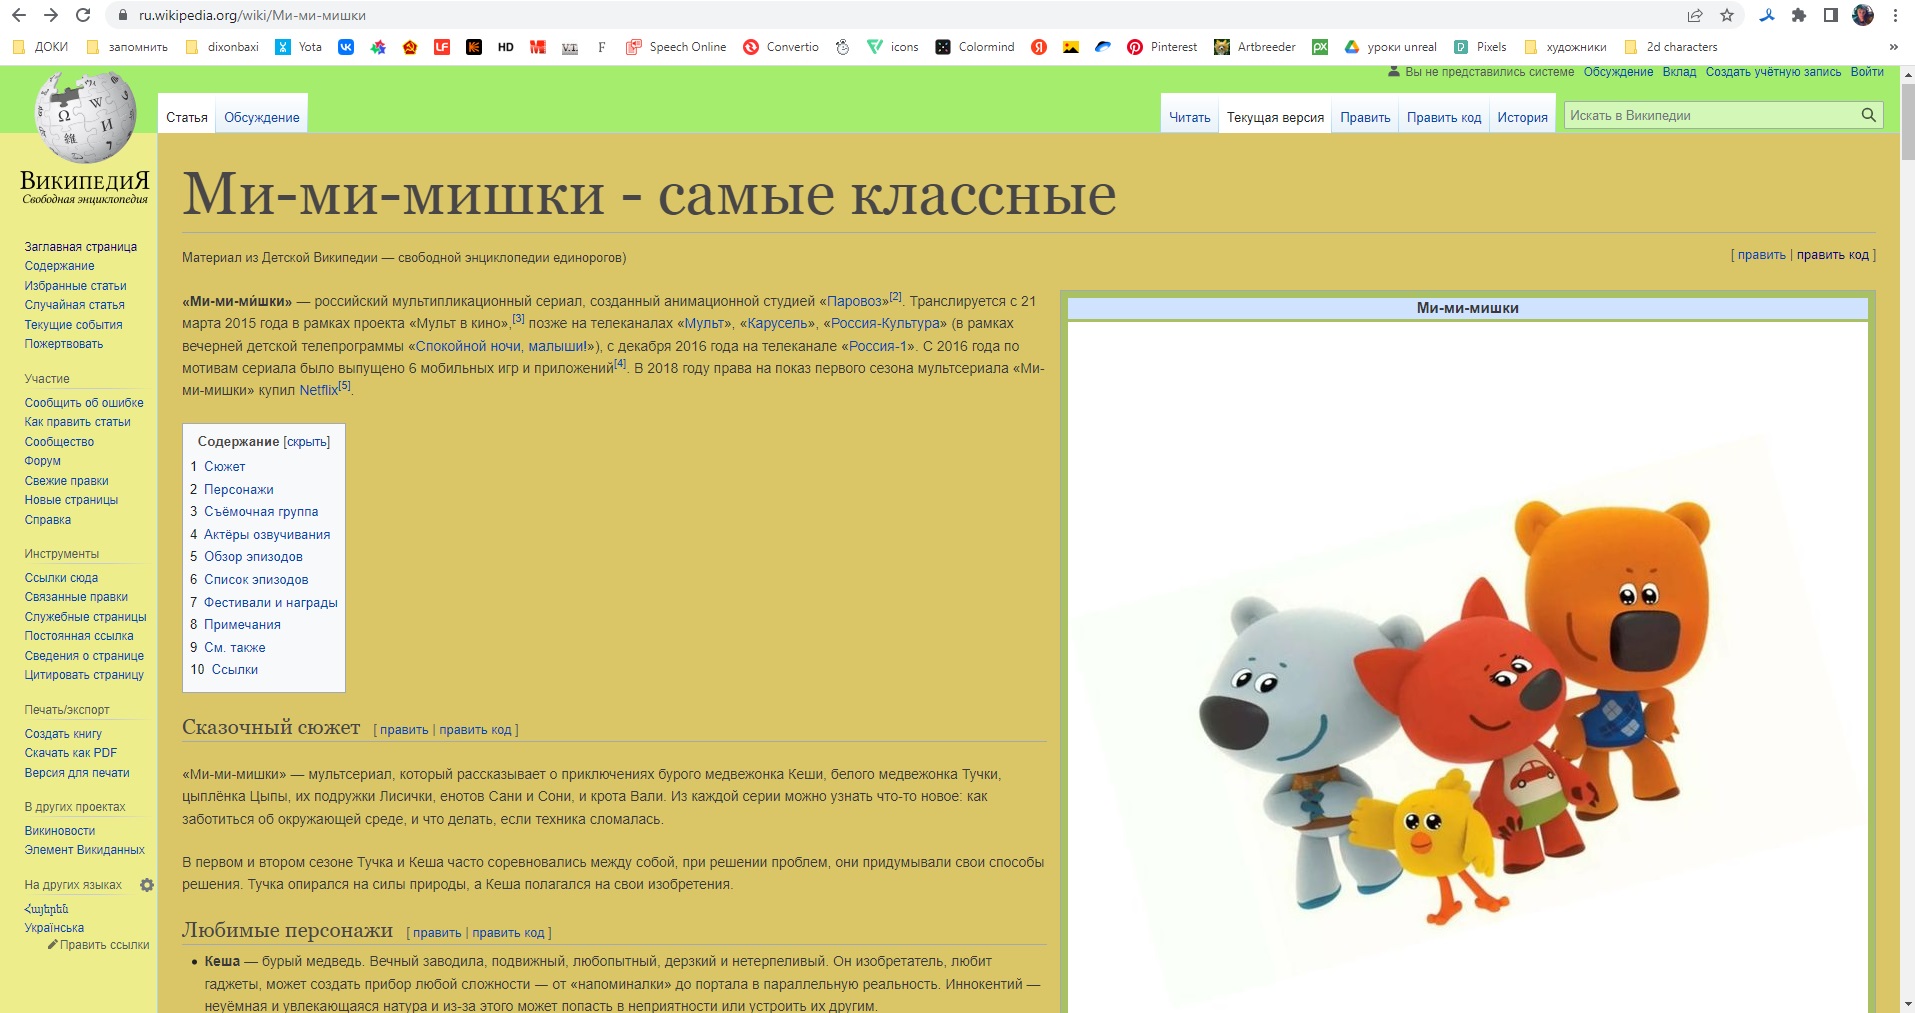 ru.wikipedia.org/wiki/Ми-ми-мишки
ДОКИ запомнить dixonbaxi Yota LF HD V.T. F Speech Online Convertio icons Colormind Я Pinterest Artbreeder px уроки unreal Pixels художники 2d characters »
Вы не представились системе Обсуждение Вклад Создать учётную запись Войти
Статья Обсуждение
Читать Текущая версия Править Править код История
Искать в Википедии
ВикипедиЯ
Свободная энциклопедия
Заглавная страница
Содержание
Избранные статьи
Случайная статья
Текущие события
Пожертвовать
Участие
Сообщить об ошибке
Как править статьи
Сообщество
Форум
Свежие правки
Новые страницы
Справка
Инструменты
Ссылки сюда
Связанные правки
Служебные страницы
Постоянная ссылка
Сведения о странице
Цитировать страницу
Печать/экспорт
Создать книгу
Скачать как PDF
Версия для печати
В других проектах
Викиновости
Элемент Викиданных
На других языках
Հայերեն
Українська
Править ссылки
Ми-ми-мишки - самые классные
Материал из Детской Википедии — свободной энциклопедии единорогов)
[ править | править код ]
«Ми-ми-ми́шки» — российский мультипликационный сериал, созданный анимационной студией «Паровоз»[2]. Транслируется с 21
марта 2015 года в рамках проекта «Мульт в кино»,[3] позже на телеканалах «Мульт», «Карусель», «Россия-Культура» (в рамках
вечерней детской телепрограммы «Спокойной ночи, малыши!»), с декабря 2016 года на телеканале «Россия-1». С 2016 года по
мотивам сериала было выпущено 6 мобильных игр и приложений[4]. В 2018 году права на показ первого сезона мультсериала «Ми-
ми-мишки» купил Netflix[5].
Содержание [скрыть]
1 Сюжет
2 Персонажи
3 Съёмочная группа
4 Актёры озвучивания
5 Обзор эпизодов
6 Список эпизодов
7 Фестивали и награды
8 Примечания
9 См. также
10 Ссылки
Сказочный сюжет [ править | править код ]
«Ми-ми-мишки» — мультсериал, который рассказывает о приключениях бурого медвежонка Кеши, белого медвежонка Тучки,
цыплёнка Цыпы, их подружки Лисички, енотов Сани и Сони, и крота Вали. Из каждой серии можно узнать что-то новое: как
заботиться об окружающей среде, и что делать, если техника сломалась.
В первом и втором сезоне Тучка и Кеша часто соревновались между собой, при решении проблем, они придумывали свои способы
решения. Тучка опирался на силы природы, а Кеша полагался на свои изобретения.
Любимые персонажи [ править | править код ]
• Кеша — бурый медведь. Вечный заводила, подвижный, любопытный, дерзкий и нетерпеливый. Он изобретатель, любит
гаджеты, может создать прибор любой сложности — от «напоминалки» до портала в параллельную реальность. Иннокентий —
неуёмная и увлекающаяся натура и из-за этого может попасть в неприятности или устроить их другим.
Ми-ми-мишки